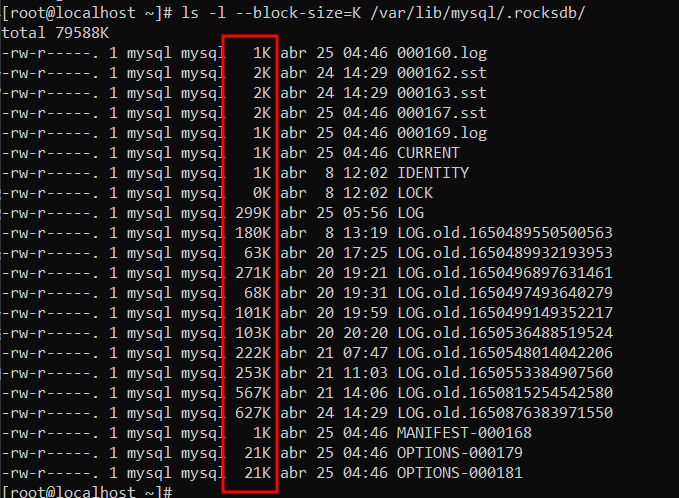 [root@localhost ~]# ls -l --block-size=K /var/lib/mysql/.rocksdb/
total 79588K
-rw-r-----. 1 mysql mysql   1K abr 25 04:46 000160.log
-rw-r-----. 1 mysql mysql   2K abr 24 14:29 000162.sst
-rw-r-----. 1 mysql mysql   2K abr 24 14:29 000163.sst
-rw-r-----. 1 mysql mysql   2K abr 25 04:46 000167.sst
-rw-r-----. 1 mysql mysql   1K abr 25 04:46 000169.log
-rw-r-----. 1 mysql mysql   1K abr 25 04:46 CURRENT
-rw-r-----. 1 mysql mysql   1K abr  8 12:02 IDENTITY
-rw-r-----. 1 mysql mysql   0K abr  8 12:02 LOCK
-rw-r-----. 1 mysql mysql 299K abr 25 05:56 LOG
-rw-r-----. 1 mysql mysql 180K abr  8 13:19 LOG.old.1650489550500563
-rw-r-----. 1 mysql mysql  63K abr 20 17:25 LOG.old.1650489932193953
-rw-r-----. 1 mysql mysql 271K abr 20 19:21 LOG.old.1650496897631461
-rw-r-----. 1 mysql mysql  68K abr 20 19:31 LOG.old.1650497493640279
-rw-r-----. 1 mysql mysql 101K abr 20 19:59 LOG.old.1650499149352217
-rw-r-----. 1 mysql mysql 103K abr 20 20:20 LOG.old.1650536488519524
-rw-r-----. 1 mysql mysql 222K abr 21 07:47 LOG.old.1650548014042206
-rw-r-----. 1 mysql mysql 253K abr 21 11:03 LOG.old.1650553384907560
-rw-r-----. 1 mysql mysql 567K abr 21 14:06 LOG.old.1650815254542580
-rw-r-----. 1 mysql mysql 627K abr 24 14:29 LOG.old.1650876383971550
-rw-r-----. 1 mysql mysql   1K abr 25 04:46 MANIFEST-000168
-rw-r-----. 1 mysql mysql  21K abr 25 04:46 OPTIONS-000179
-rw-r-----. 1 mysql mysql  21K abr 25 04:46 OPTIONS-000181
[root@localhost ~]#